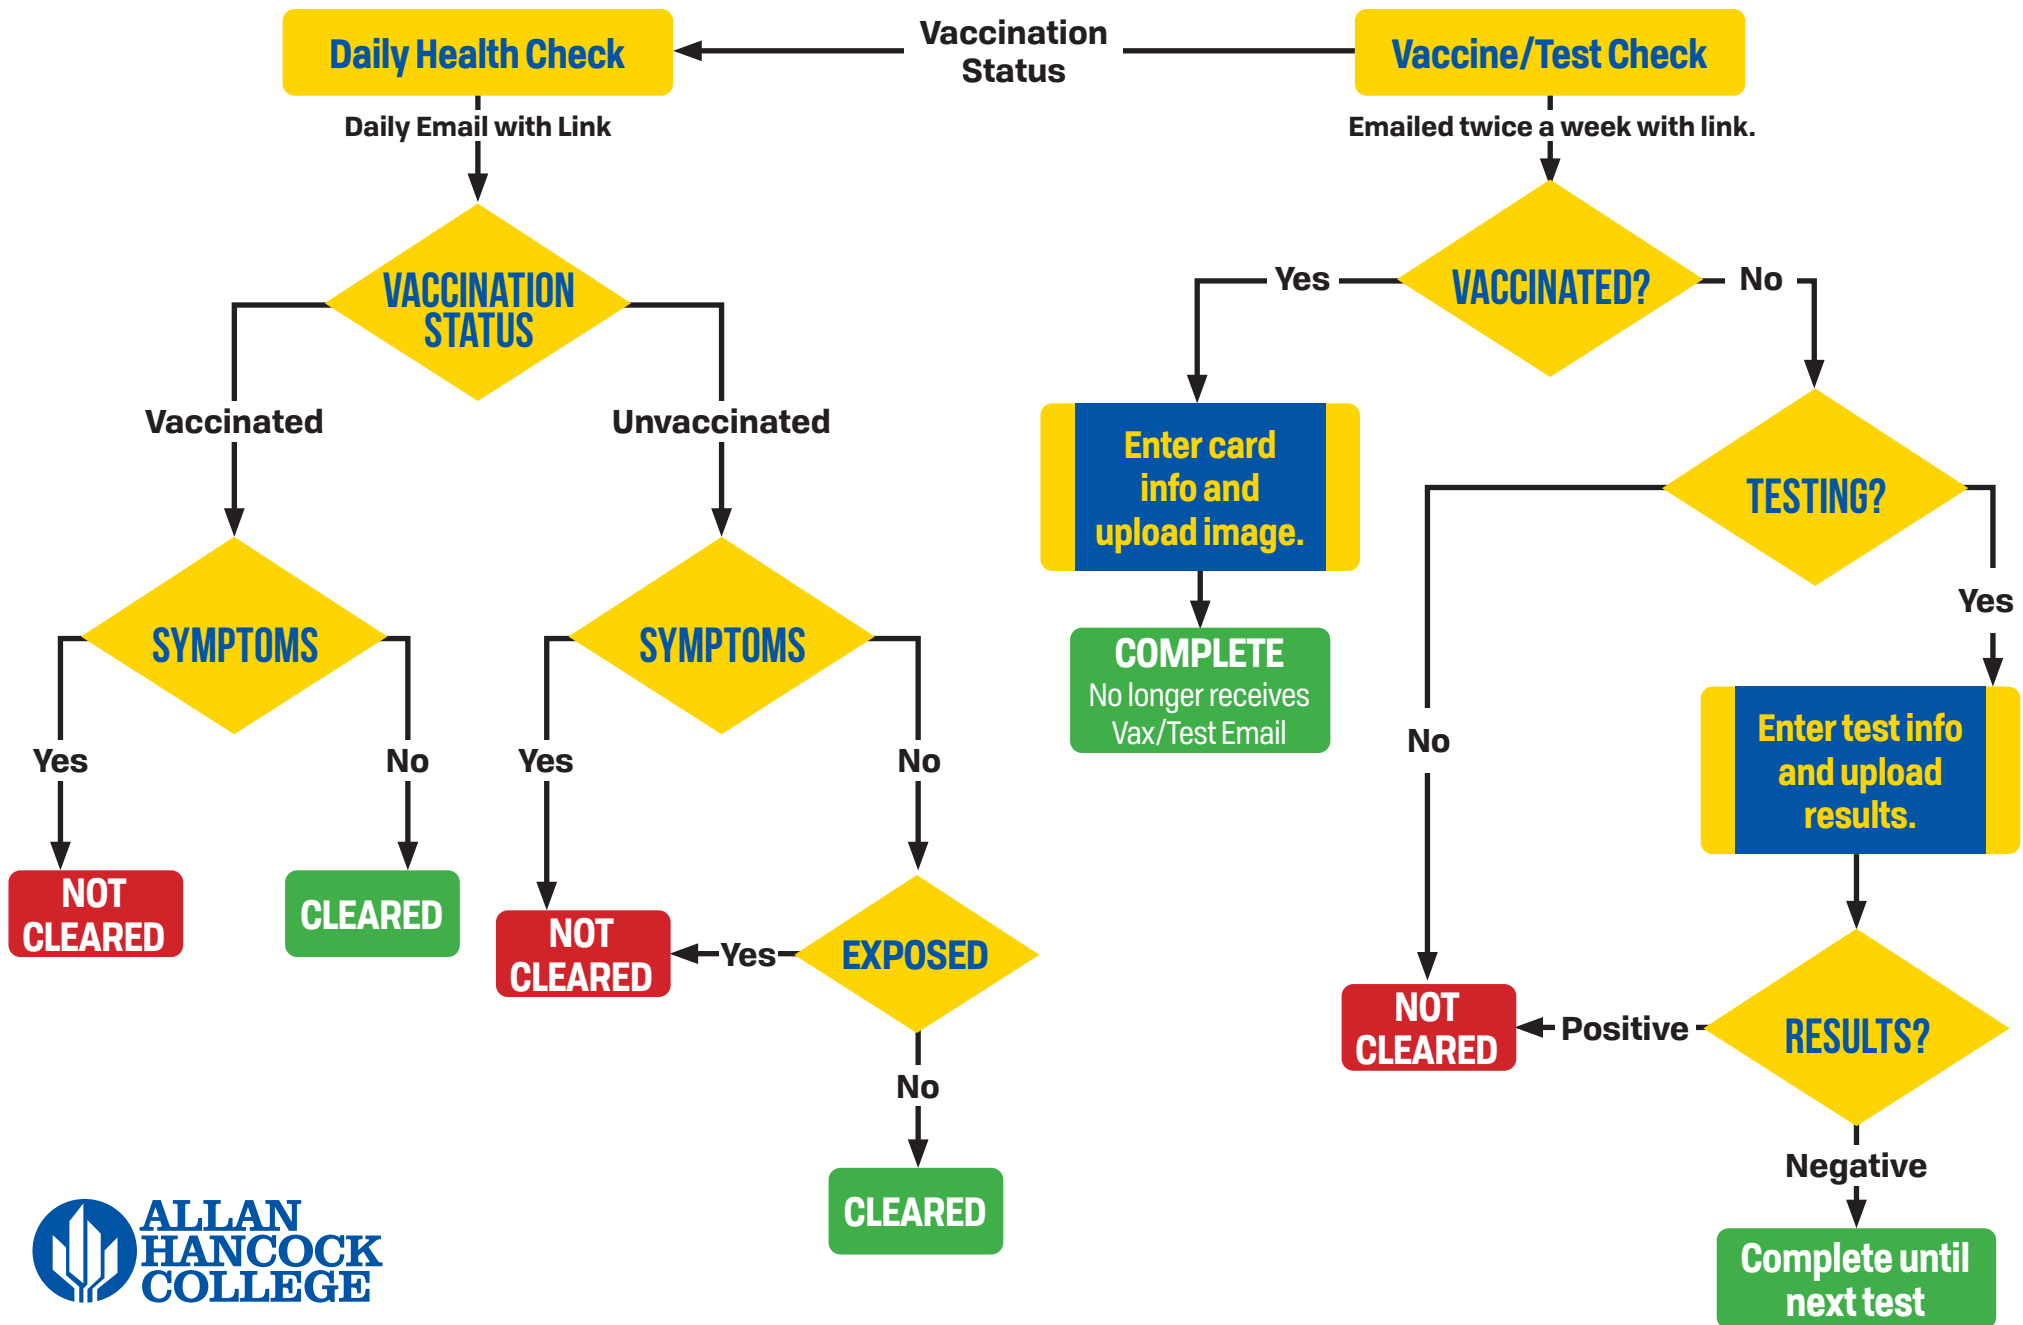 Daily Health Check
Vaccination
Status
Vaccine/Test Check
Daily Email with Link
Emailed twice a week with link.
VACCINATION
STATUS
Vaccinated
Unvaccinated
SYMPTOMS
SYMPTOMS
Yes
No
Yes
No
NOT
CLEARED
CLEARED
NOT
CLEARED
Yes
EXPOSED
No
CLEARED
VACCINATED?
Yes
No
Enter card
info and
upload image.
COMPLETE
No longer receives
Vax/Test Email
TESTING?
No
Yes
Enter test info
and upload
results.
NOT
CLEARED
Positive
RESULTS?
Negative
Complete until
next test
ALLAN
HANCOCK
COLLEGE